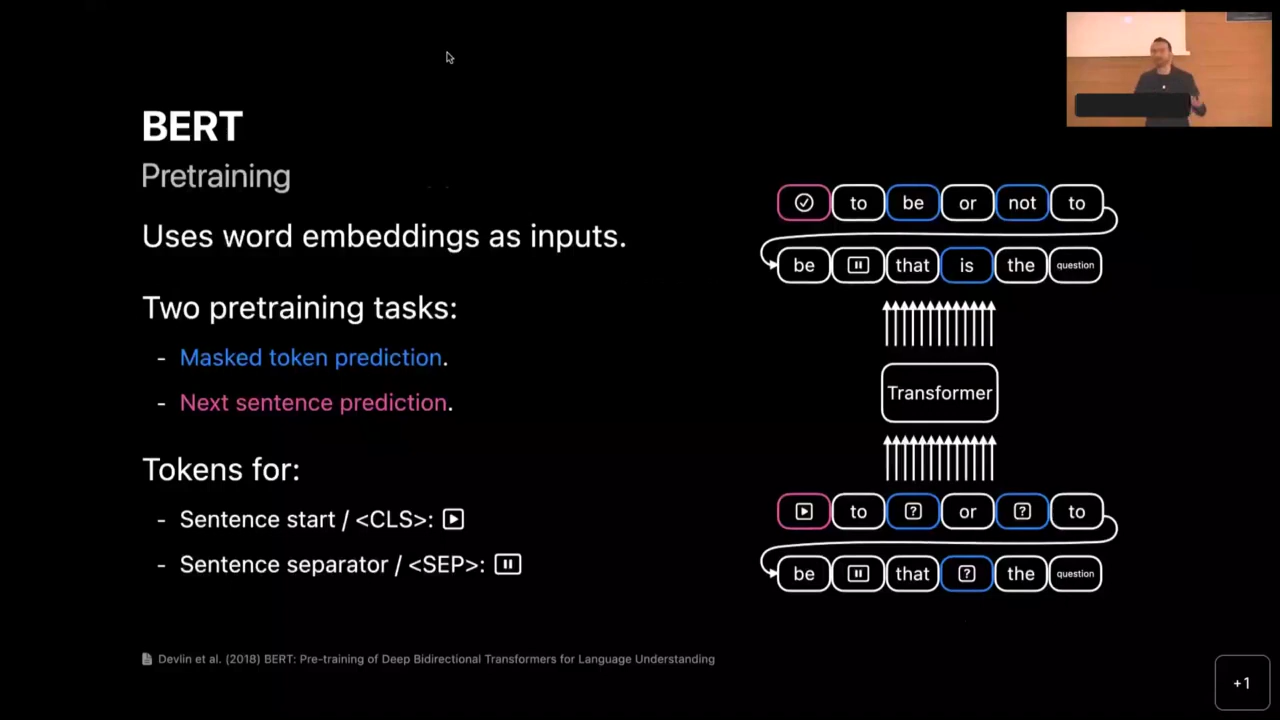 BERT
Pretraining
Uses word embeddings as inputs.
Two pretraining tasks:
- Masked token prediction.
- Next sentence prediction.
Tokens for:
- Sentence start / <CLS>:
- Sentence separator / <SEP>:
to be or not to
be that is the question
Transformer
to ? or ? to
be that ? the question
Devlin et al. (2018) BERT: Pre-training of Deep Bidirectional Transformers for Language Understanding
+1